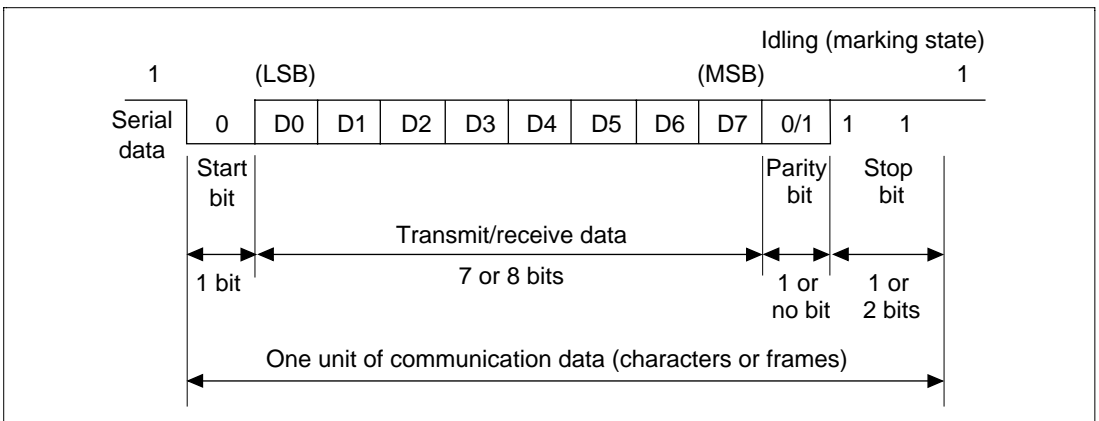 Idling (marking state)
1 (LSB) (MSB) 1
Serial data 0 D0 D1 D2 D3 D4 D5 D6 D7 0/1 1 1
Start bit
Parity bit
Stop bit
Transmit/receive data
1 bit
7 or 8 bits
1 or no bit
1 or 2 bits
One unit of communication data (characters or frames)